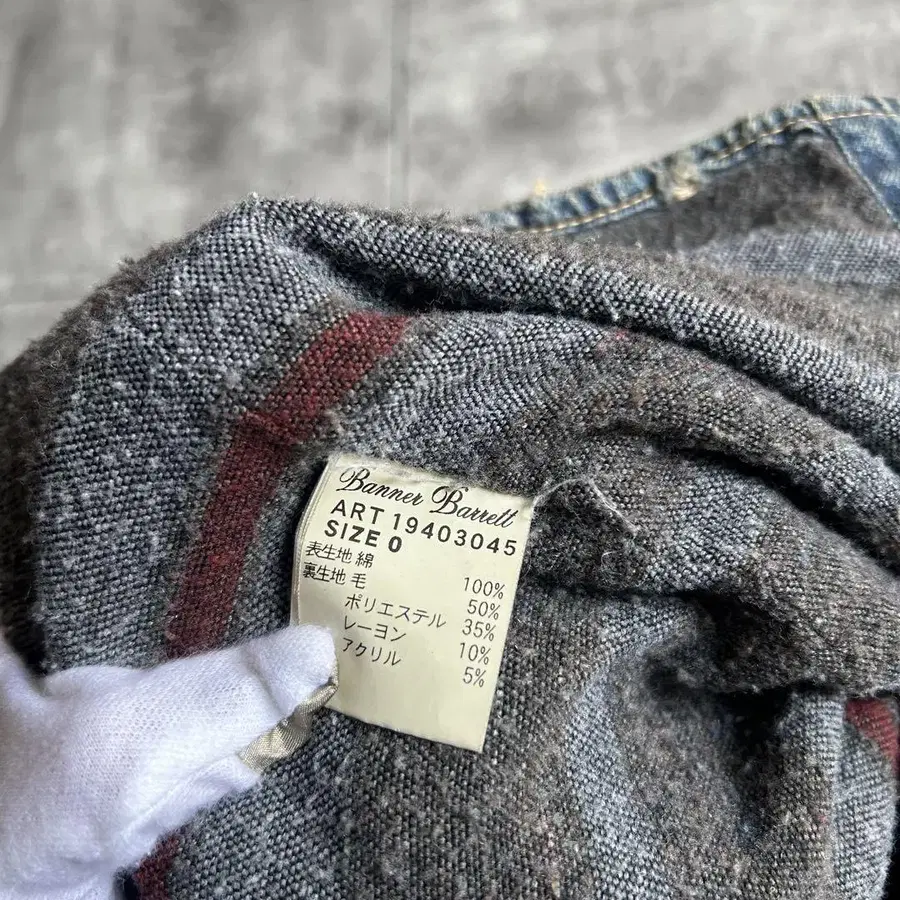 Banner Barrett
ART 19403045
SIZE 0
表生地 綿 100%
裏生地 毛 50%
ポリエステル 35%
レーヨン 10%
アクリル 5%